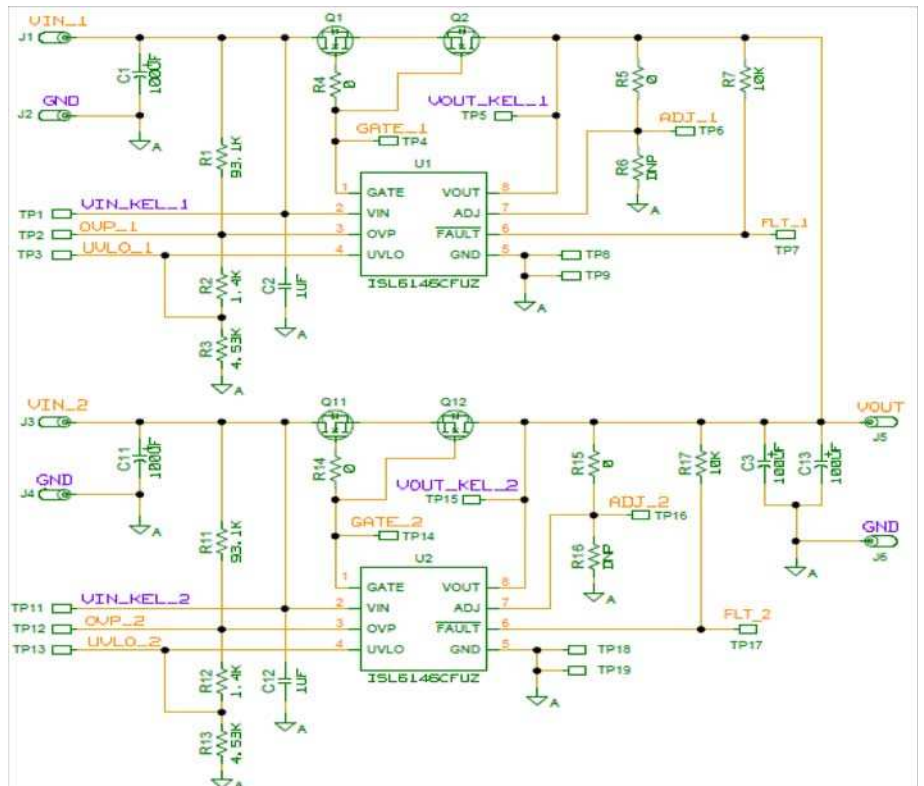 VIN_1
J1
Q1
Q2
C1
100UF
R4
0
R5
0
R7
10K
GND
J2
A
VOUT_KEL_1
TP5
ADJ_1
TP6
GATE_1
TP4
R1
93.1K
U1
R6
DNP
A
1 GATE VOUT 8
TP1
VIN_KEL_1
2 VIN ADJ 7
TP2
OVP_1
3 OVP FAULT 6
FLT_1
TP7
TP3
UVLO_1
4 UVLO GND 5
TP8
TP9
ISL6146CFUZ
A
R2
1.4K
C2
1UF
A
R3
4.53K
A
VIN_2
J3
Q11
Q12
VOUT
J5
C11
100UF
R14
0
R15
0
R17
10K
C3
100UF
C13
100UF
GND
J4
A
VOUT_KEL_2
TP15
ADJ_2
TP16
GATE_2
TP14
GND
J6
A
R11
93.1K
U2
R16
DNP
A
1 GATE VOUT 8
TP11
VIN_KEL_2
2 VIN ADJ 7
TP12
OVP_2
3 OVP FAULT 6
FLT_2
TP17
TP13
UVLO_2
4 UVLO GND 5
TP18
TP19
ISL6146CFUZ
A
R12
1.4K
C12
1UF
A
R13
4.53K
A